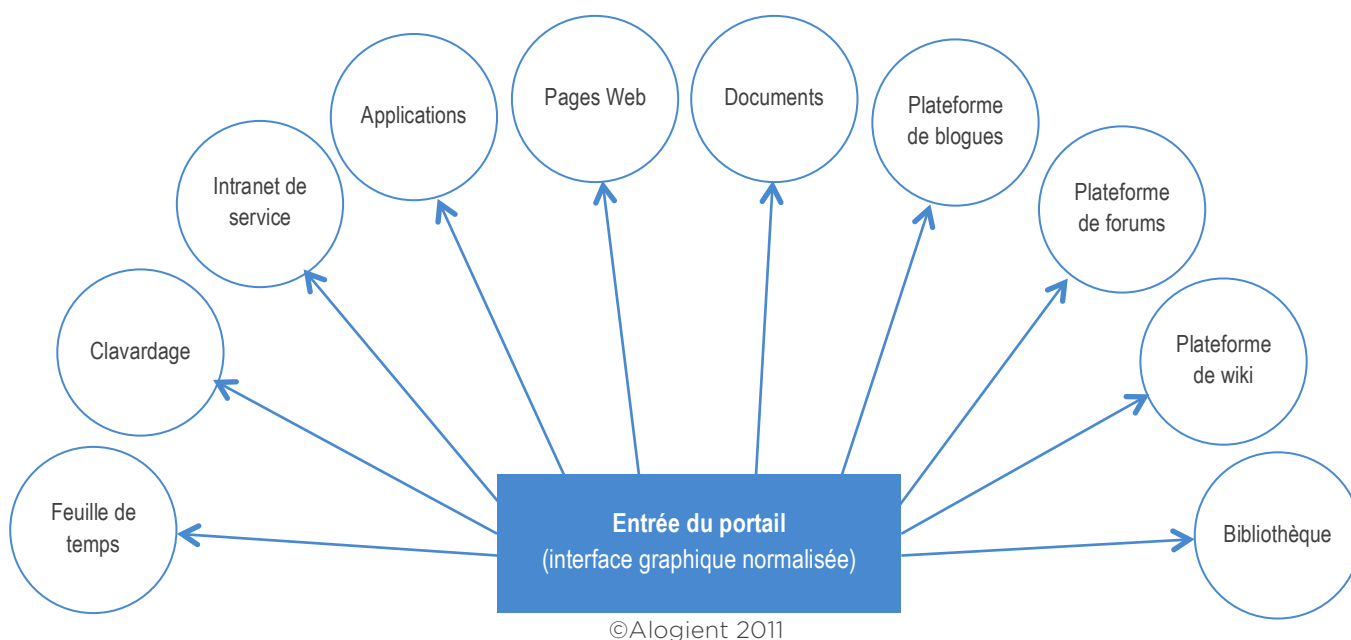 Pages Web
Documents
Applications
Plateforme
de blogues
Intranet de
service
Plateforme
de forums
Clavardage
Plateforme
de wiki
Feuille de
temps
Entrée du portail
(interface graphique normalisée)
Bibliothèque
©Alogient 2011